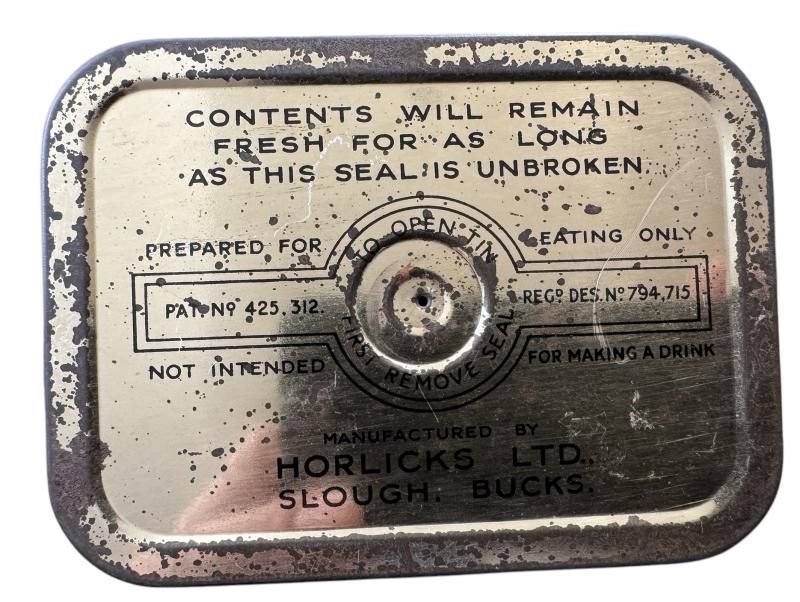 CONTENTS WILL REMAIN
FRESH FOR AS LONG
AS THIS SEAL IS UNBROKEN.
PREPARED FOR EATING ONLY
TO OPEN TIN
PAT. Nº 425,312. REGº DES. Nº 794,715
FIRST REMOVE SEAL
NOT INTENDED FOR MAKING A DRINK
MANUFACTURED BY
HORLICKS LTD.,
SLOUGH. BUCKS.